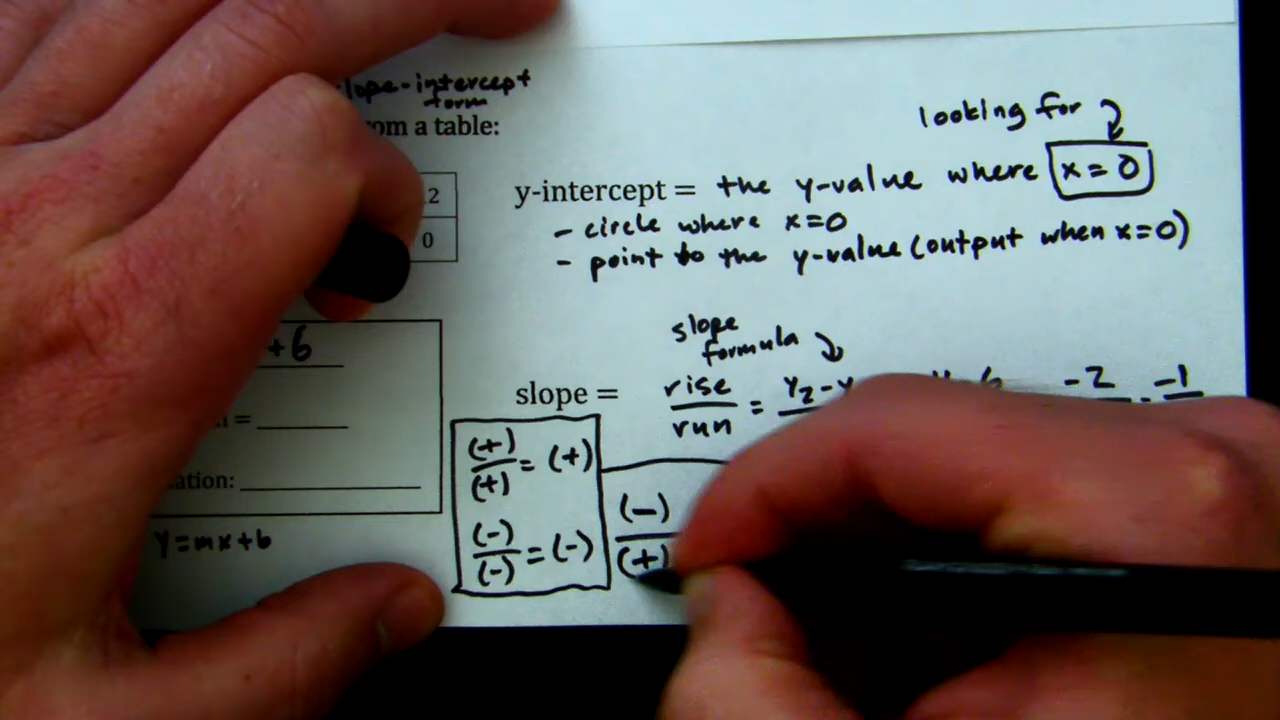 slope-intercept
form
om a table:
2
0
looking for
y-intercept = the y-value where x=0
- circle where x=0
- point to the y-value (output when x=0)
+6
=
ation:
y=mx+b
slope
formula
slope = rise/run = y₂-y
-2
-1
(+)/(+) = (+)
(-)/(-) = (-)
(-)/(+)